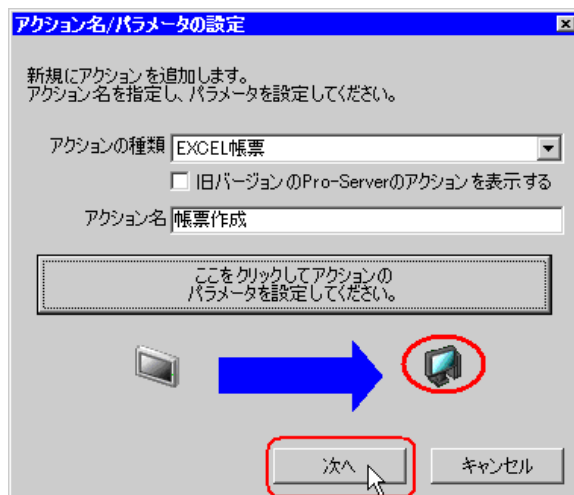 アクション名/パラメータの設定
新規にアクションを追加します。
アクション名を指定し、パラメータを設定してください。
アクションの種類 EXCEL帳票
旧バージョンのPro-Serverのアクションを表示する
アクション名 帳票作成
ここをクリックしてアクションの
パラメータを設定してください。
次へ キャンセル